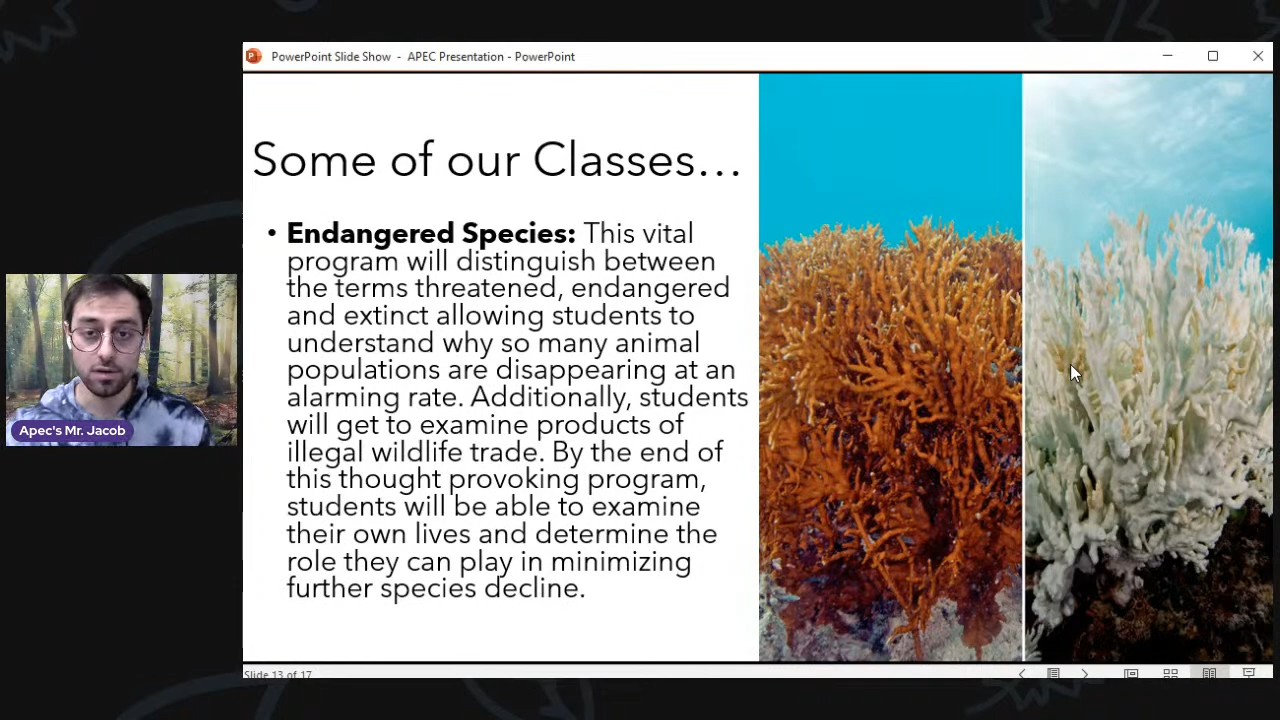 PowerPoint Slide Show - APEC Presentation - PowerPoint
Some of our Classes…
• Endangered Species: This vital
program will distinguish between
the terms threatened, endangered
and extinct allowing students to
understand why so many animal
populations are disappearing at an
alarming rate. Additionally, students
will get to examine products of
illegal wildlife trade. By the end of
this thought provoking program,
students will be able to examine
their own lives and determine the
role they can play in minimizing
further species decline.
Apec's Mr. Jacob
Slide 13 of 17